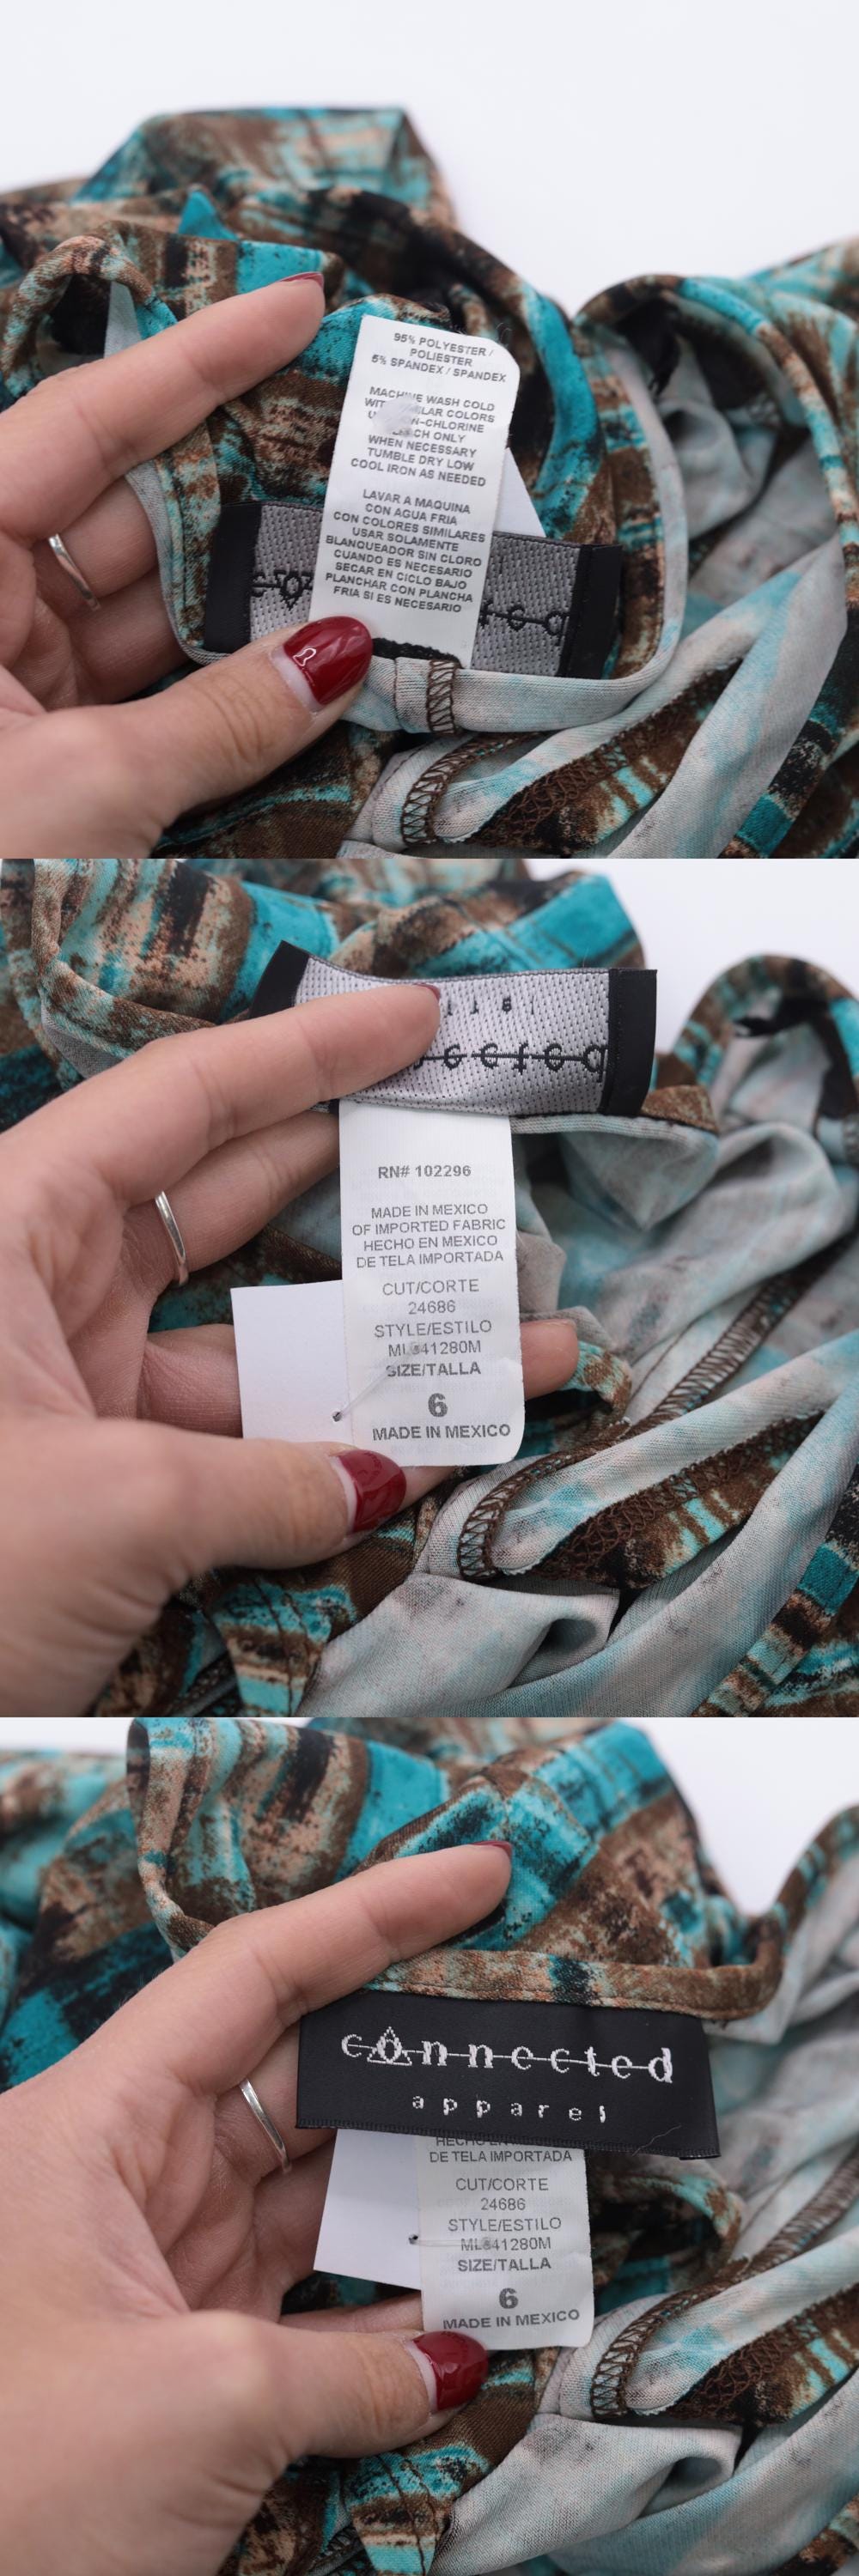 95% POLYESTER /
POLIESTER
5% SPANDEX / SPANDEX
MACHINE WASH COLD
COLORS
CHLORINE
ONLY
WHEN NECESSARY
TUMBLE DRY LOW
COOL IRON AS NEEDED
LAVAR A MAQUINA
CON AGUA FRIA
CON COLORES SIMILARES
USAR SOLAMENTE
BLANQUEADOR SIN CLORO
CUANDO ES NECESARIO
SECAR EN CICLO BAJO
PLANCHAR CON PLANCHA
FRIA SI ES NECESARIO
RN# 102296
MADE IN MEXICO
OF IMPORTED FABRIC
HECHO EN MEXICO
DE TELA IMPORTADA
CUT/CORTE
24686
STYLE/ESTILO
SIZE/TALLA
6
MADE IN MEXICO
connected
apparel
HECHO
DE TELA IMPORTADA
CUT/CORTE
24686
STYLE/ESTILO
SIZE/TALLA
6
MADE IN MEXICO